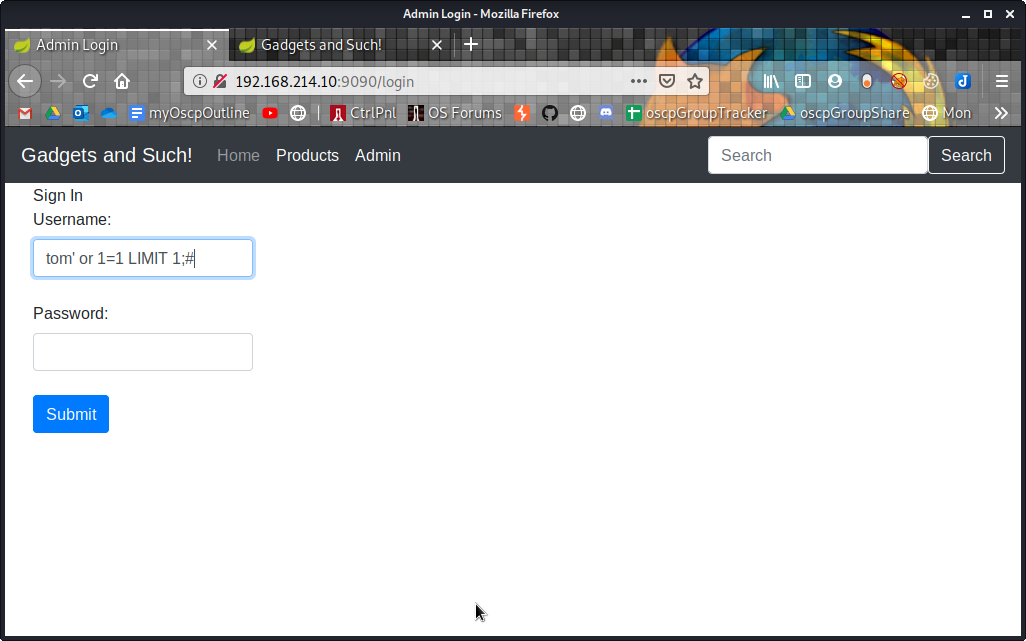 Admin Login - Mozilla Firefox
Admin Login Gadgets and Such!
192.168.214.10:9090/login
myOscpOutline CtrlPnl OS Forums oscpGroupTracker oscpGroupShare Mon
Gadgets and Such! Home Products Admin Search Search
Sign In
Username:
tom' or 1=1 LIMIT 1;#
Password:
Submit